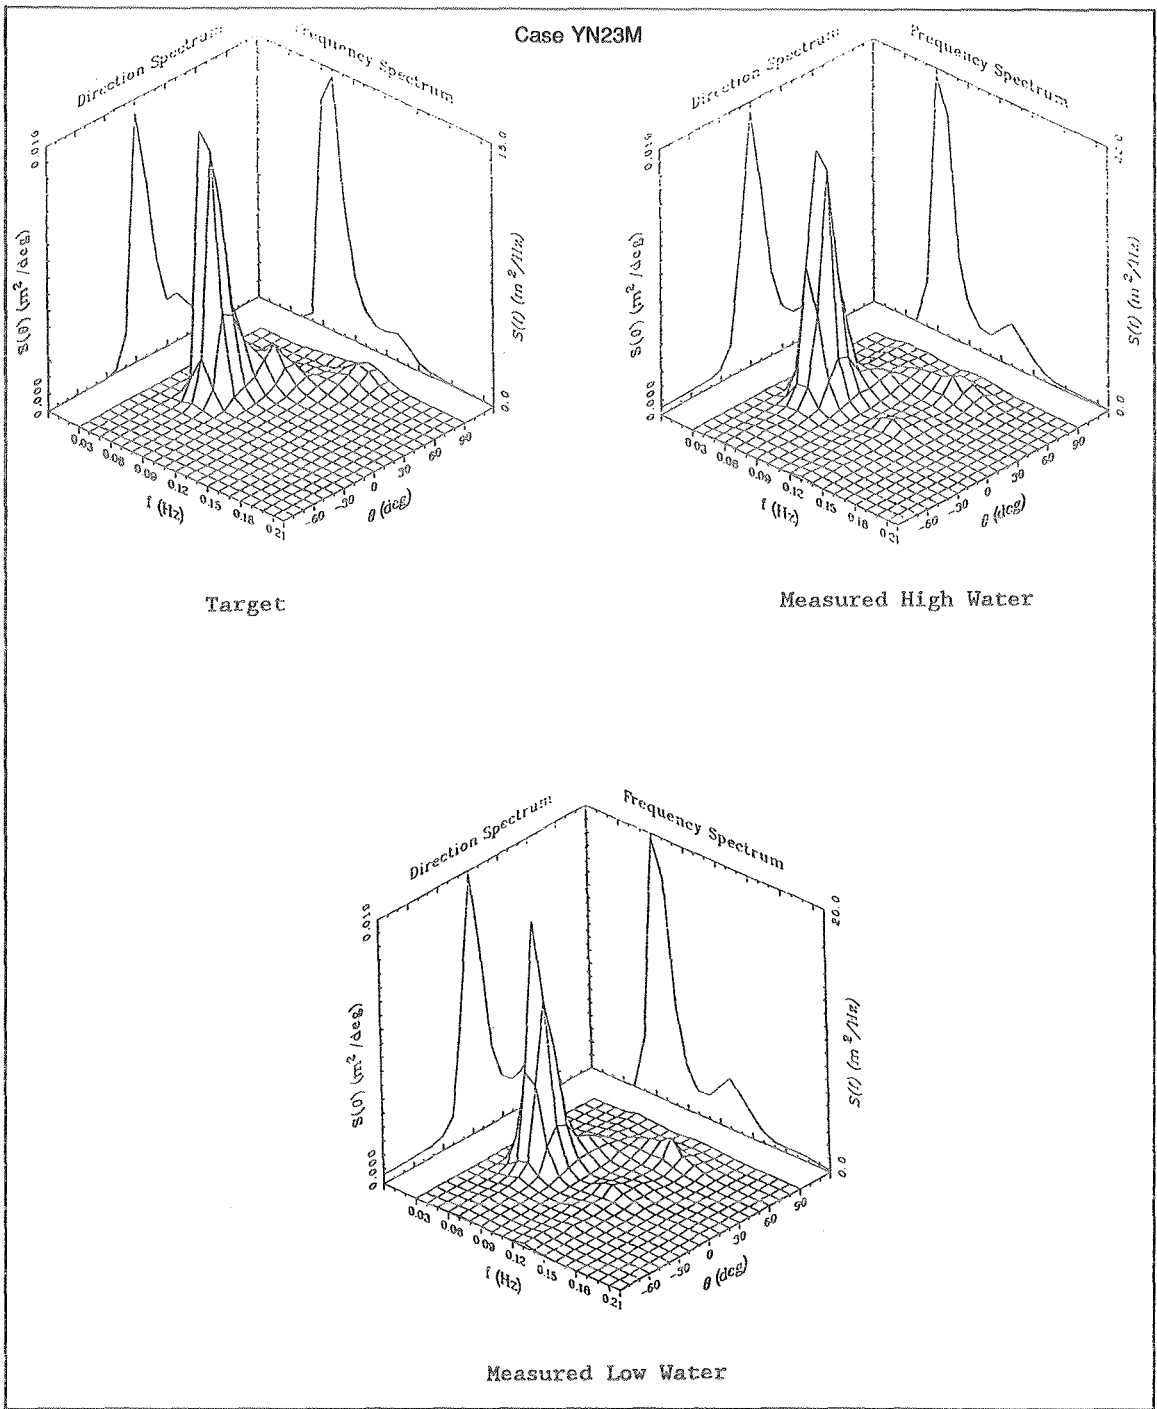 Case YN23M
Direction Spectrum
Frequency Spectrum
0.010
S(θ) (m²/deg)
0.000
15.0
S(f) (m²/Hz)
0.0
0.03 0.06 0.09 0.12 0.15 0.18 0.21
f (Hz)
-60 -30 0 30 60 90
θ (deg)
Target
Direction Spectrum
Frequency Spectrum
0.010
S(θ) (m²/deg)
0.000
S(f) (m²/Hz)
0.0
0.03 0.06 0.09 0.12 0.15 0.18 0.21
f (Hz)
-60 -30 0 30 60 90
θ (deg)
Measured High Water
Direction Spectrum
Frequency Spectrum
0.010
S(θ) (m²/deg)
0.000
20.0
S(f) (m²/Hz)
0.0
0.03 0.06 0.09 0.12 0.15 0.18 0.21
f (Hz)
-60 -30 0 30 60 90
θ (deg)
Measured Low Water